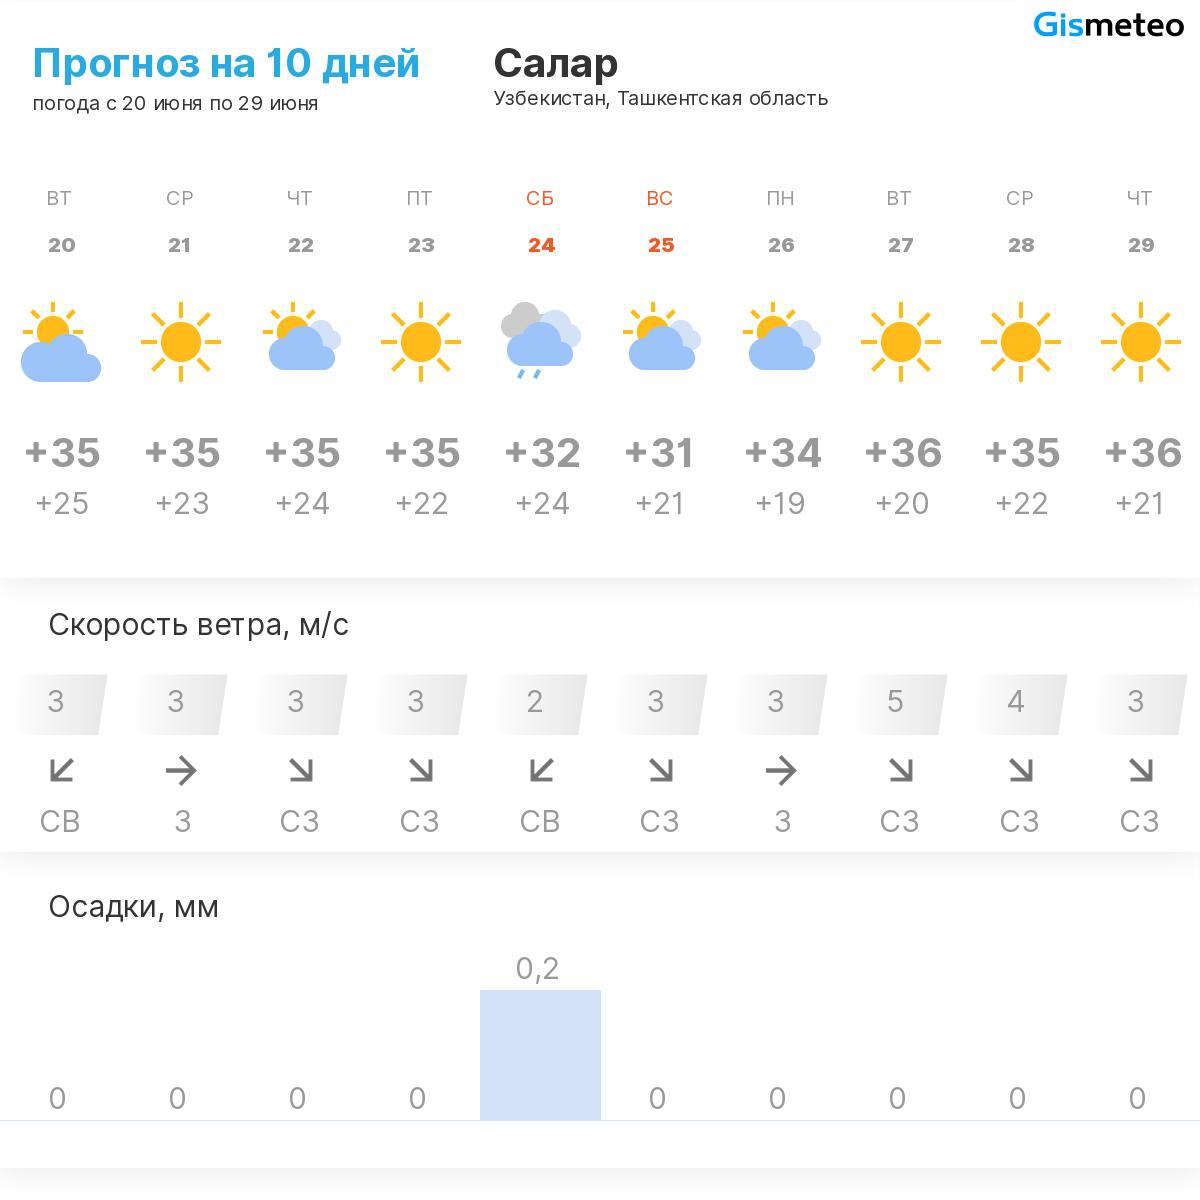 Gismeteo
Прогноз на 10 дней
погода с 20 июня по 29 июня
Салар
Узбекистан, Ташкентская область
ВТ СР ЧТ ПТ СБ ВС ПН ВТ СР ЧТ
20 21 22 23 24 25 26 27 28 29
+35 +35 +35 +35 +32 +31 +34 +36 +35 +36
+25 +23 +24 +22 +24 +21 +19 +20 +22 +21
Скорость ветра, м/с
3 3 3 3 2 3 3 5 4 3
СВ З СЗ СЗ СВ СЗ З СЗ СЗ СЗ
Осадки, мм
0,2
0 0 0 0 0 0 0 0 0